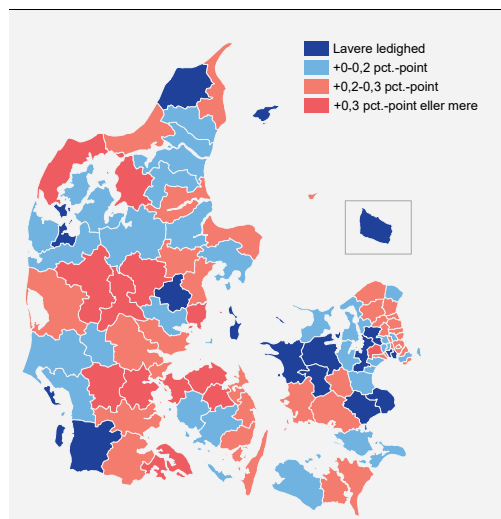 Lavere ledighed
+0-0,2 pct.-point
+0,2-0,3 pct.-point
+0,3 pct.-point eller mere